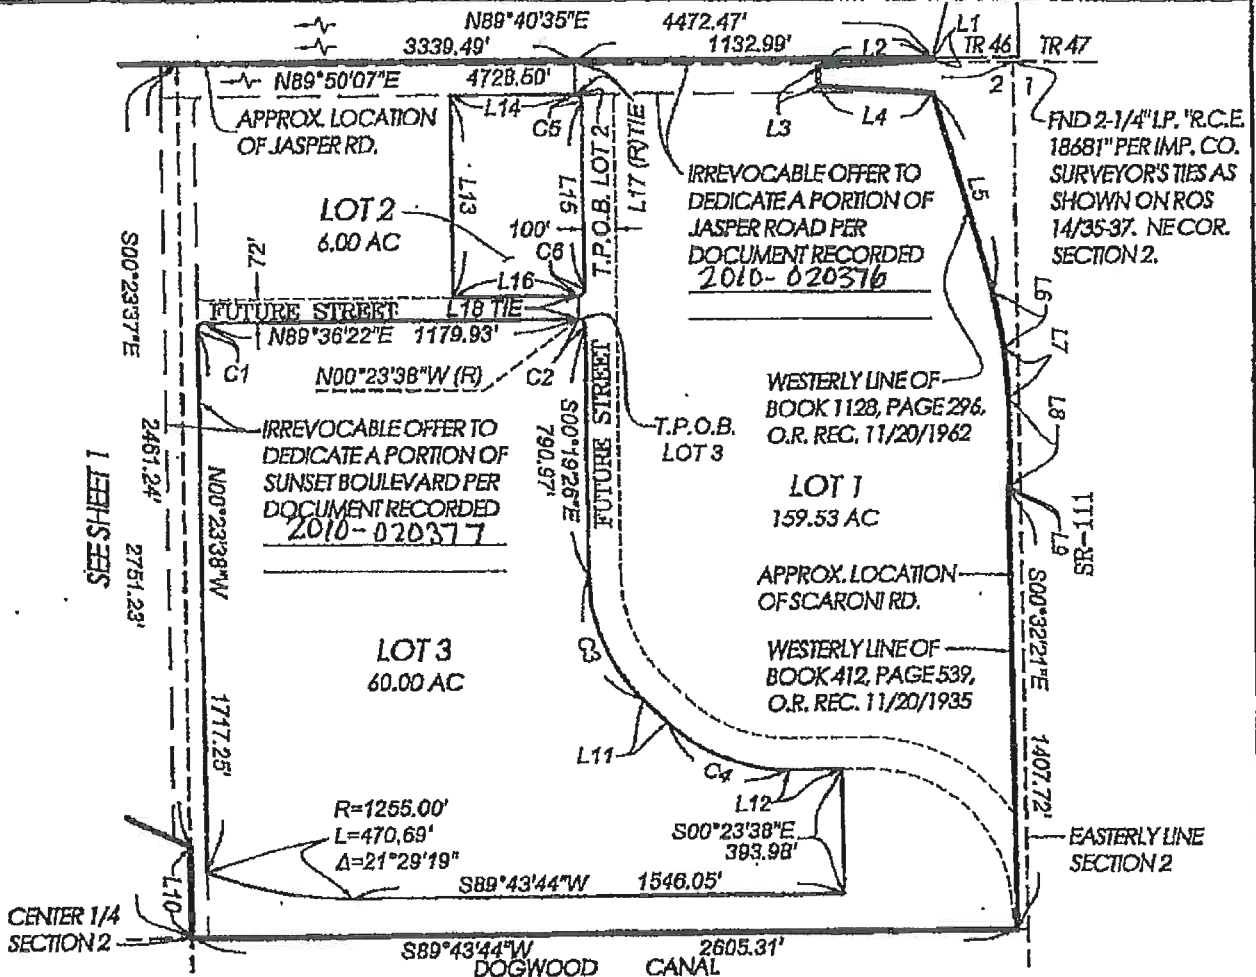 N89°40'35"E 4472.47'
L1
3339.49' 1132.99' L2 TR 46 TR 47
N89°50'07"E 4728.50'
2 1
L14
L3 L4
APPROX. LOCATION
OF JASPER RD.
C5
TIE
L17 (R) TIE
FND 2-1/4" I.P. "R.C.E.
18681" PER IMP. CO.
SURVEYOR'S TIES AS
SHOWN ON ROS
14/35-37. NE COR.
SECTION 2.
IRREVOCABLE OFFER TO
DEDICATE A PORTION OF
JASPER ROAD PER
DOCUMENT RECORDED
2010-020376
L13
L15
T.P.O.B. LOT 2
L5
LOT 2
6.00 AC
100'
C6
L16
72'
S00°23'37"E
FUTURE STREET
L18 TIE
N89°36'22"E 1179.93'
C1
N00°23'38"W (R)
C2
L6
L7
L8
L9
SR-111
WESTERLY LINE OF
BOOK 1128, PAGE 296,
O.R. REC. 11/20/1962
T.P.O.B.
LOT 3
S00°19'26"E
790.97'
FUTURE STREET
IRREVOCABLE OFFER TO
DEDICATE A PORTION OF
SUNSET BOULEVARD PER
DOCUMENT RECORDED
2010-020377
SEE SHEET 1
2461.24'
2751.23'
N00°23'38"W
1717.25'
LOT 1
159.53 AC
APPROX. LOCATION
OF SCARONI RD.
S00°32'21"E
1407.72'
WESTERLY LINE OF
BOOK 412, PAGE 539,
O.R. REC. 11/20/1935
LOT 3
60.00 AC
C3
L11
C4
L12
R=1255.00'
L=470.69'
Δ=21°29'19"
S00°23'38"E
393.98'
EASTERLY LINE
SECTION 2
S89°43'44"W 1546.05'
L10
CENTER 1/4
SECTION 2
S89°43'44"W 2605.31'
DOGWOOD CANAL